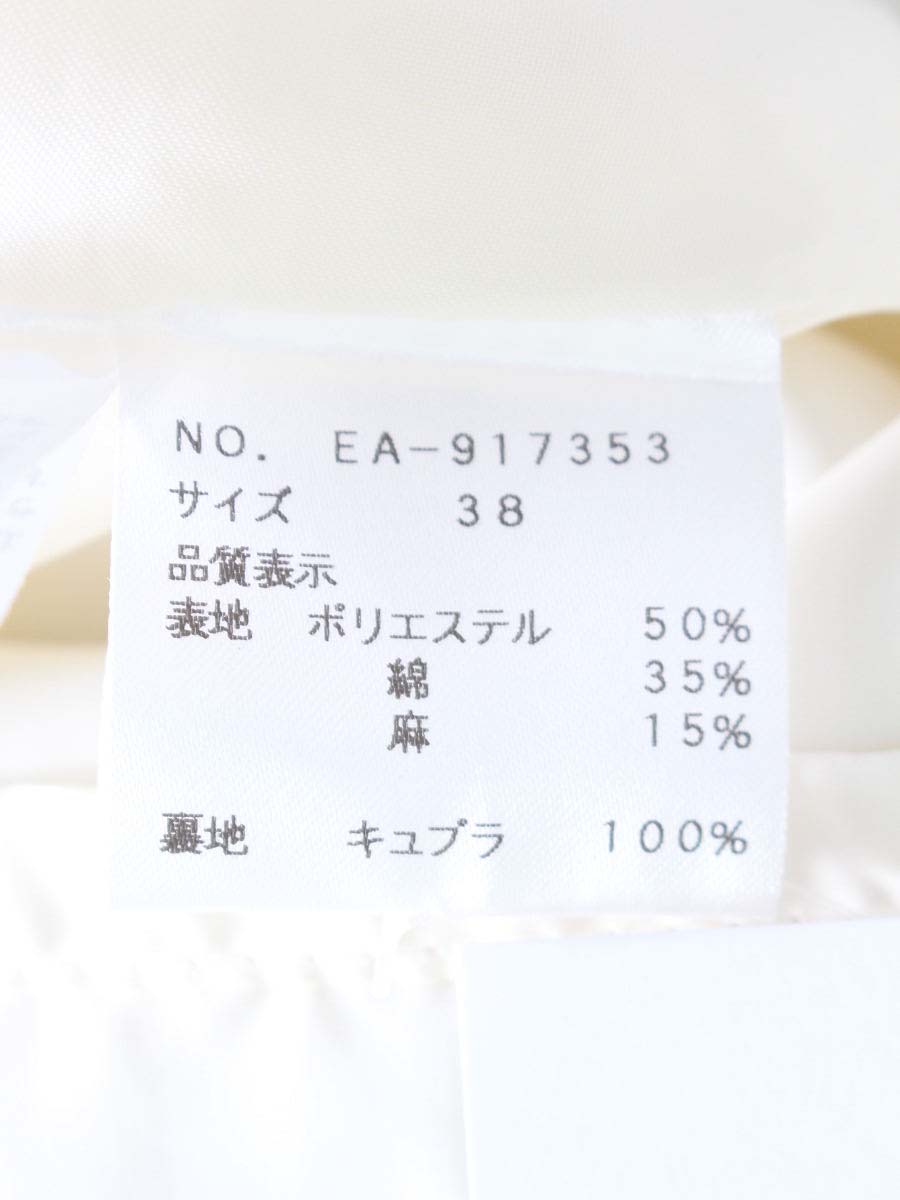 NO. EA-917353
サイズ 38
品質表示
表地 ポリエステル 50%
綿 35%
麻 15%
裏地 キュプラ 100%